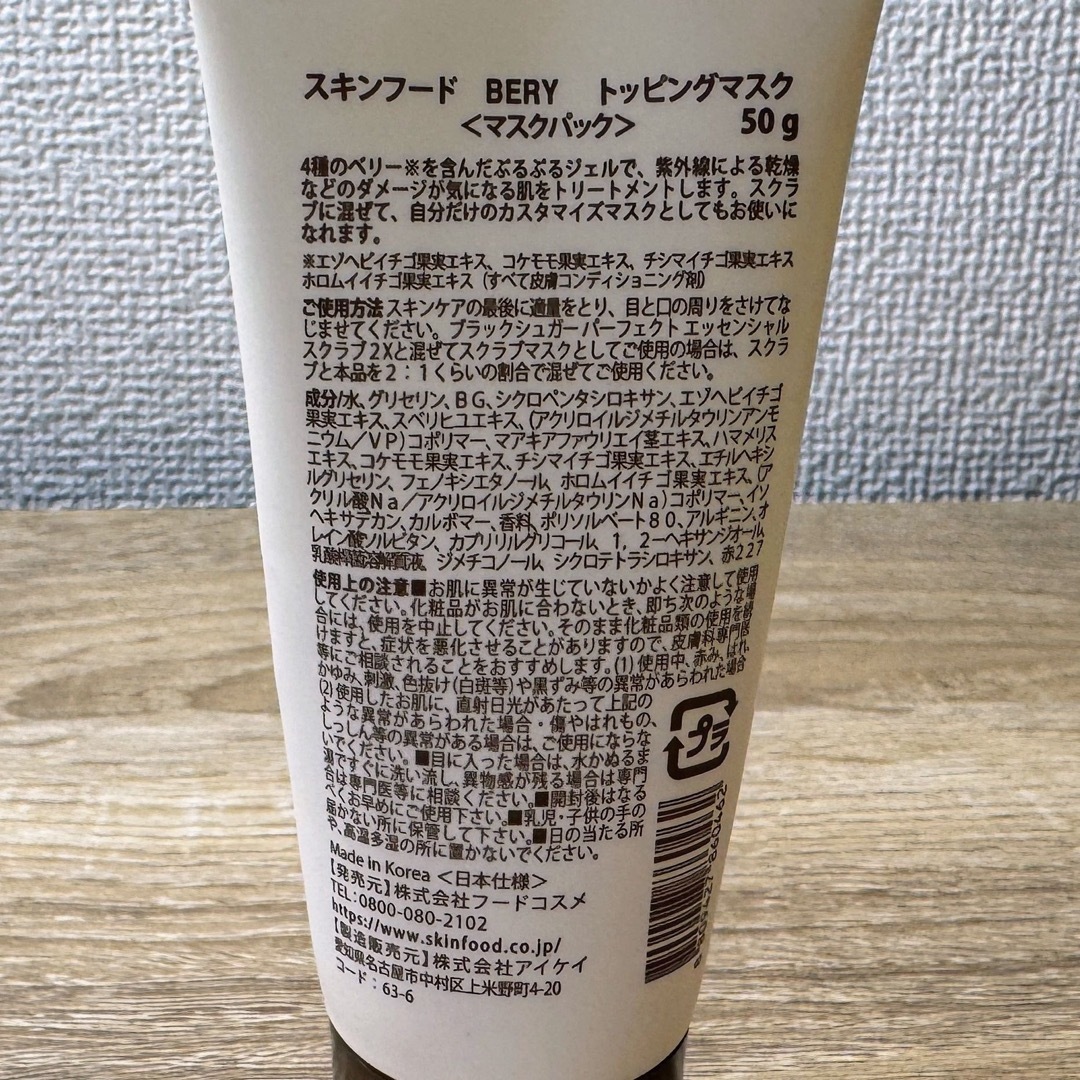 スキンフード BERY トッピングマスク
<マスクパック> 50g
4種のベリー※を含んだぷるぷるジェルで、紫外線による乾燥
などのダメージが気になる肌をトリートメントします。スクラ
ブに混ぜて、自分だけのカスタマイズマスクとしてもお使いに
なれます。
※エゾヘビイチゴ果実エキス、コケモモ果実エキス、チシマイチゴ果実エキス
ホロムイイチゴ果実エキス(すべて皮膚コンディショニング剤)
ご使用方法 スキンケアの最後に適量をとり、目と口の周りをさけてな
じませてください。ブラックシュガーパーフェクトエッセンシャル
スクラブ2Xと混ぜてスクラブマスクとしてご使用の場合は、スクラ
ブと本品を2:1くらいの割合で混ぜてご使用ください。
成分/水、グリセリン、BG、シクロペンタシロキサン、エゾヘビイチゴ
果実エキス、スベリヒユエキス、(アクリロイルジメチルタウリンアンモ
ニウム/VP)コポリマー、マアキアファウリエイ茎エキス、ハマメリス
エキス、コケモモ果実エキス、チシマイチゴ果実エキス、エチルヘキシ
ルグリセリン、フェノキシエタノール、ホロムイイチゴ果実エキス、(ア
クリル酸Na/アクリロイルジメチルタウリンNa)コポリマー、イソ
ヘキサデカン、カルボマー、香料、ポリソルベート80、アルギニン、オ
レイン酸ソルビタン、カプリリルグリコール、1,2-ヘキサンジオール、
乳酸桿菌溶解質液、ジメチコノール、シクロテトラシロキサン、赤227
使用上の注意■お肌に異常が生じていないかよく注意して使用
してください。化粧品がお肌に合わないとき、即ち次のような場
合には、使用を中止してください。そのまま化粧品類の使用を続
けますと、症状を悪化させることがありますので、皮膚科専門医
等にご相談されることをおすすめします。(1)使用中、赤み、はれ、
かゆみ、刺激、色抜け(白斑等)や黒ずみ等の異常があらわれた場合
(2)使用したお肌に、直射日光があたって上記の
ような異常があらわれた場合・傷やはれもの、
しっしん等の異常がある場合は、ご使用にならな
いでください。■目に入った場合は、水かぬるま
湯ですぐに洗い流し、異物感が残る場合は専門
合は専門医等に相談ください。■開封後はなる
べくお早めにご使用下さい。■乳児・子供の手の
届かない所に保管して下さい。■日の当たる所
や、高温多湿の所に置かないでください。
プラ
Made in Korea <日本仕様>
【発売元】株式会社フードコスメ
TEL:0800-080-2102
https://www.skinfood.co.jp/
【製造販売元】株式会社アイケイ
愛知県名古屋市中村区上米野町4-20
コード:63-6